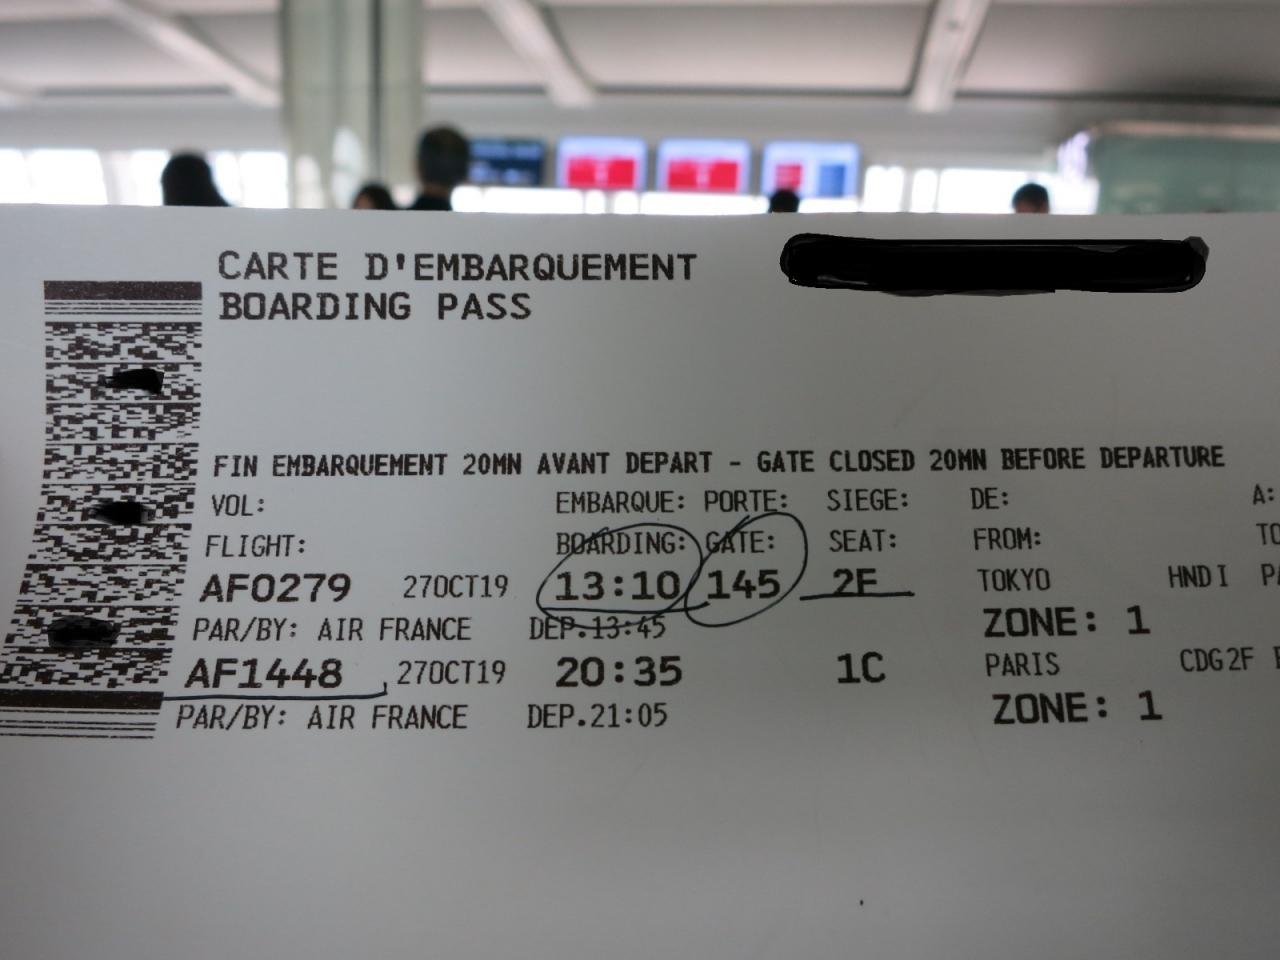 CARTE D'EMBARQUEMENT
BOARDING PASS
FIN EMBARQUEMENT 20MN AVANT DEPART - GATE CLOSED 20MN BEFORE DEPARTURE
VOL: EMBARQUE: PORTE: SIEGE: DE: A:
FLIGHT: BOARDING: GATE: SEAT: FROM: TO
AF0279 27OCT19 13:10 145 2F TOKYO HND I PA
PAR/BY: AIR FRANCE DEP.13:45 ZONE: 1
AF1448 27OCT19 20:35 1C PARIS CDG2F
PAR/BY: AIR FRANCE DEP.21:05 ZONE: 1